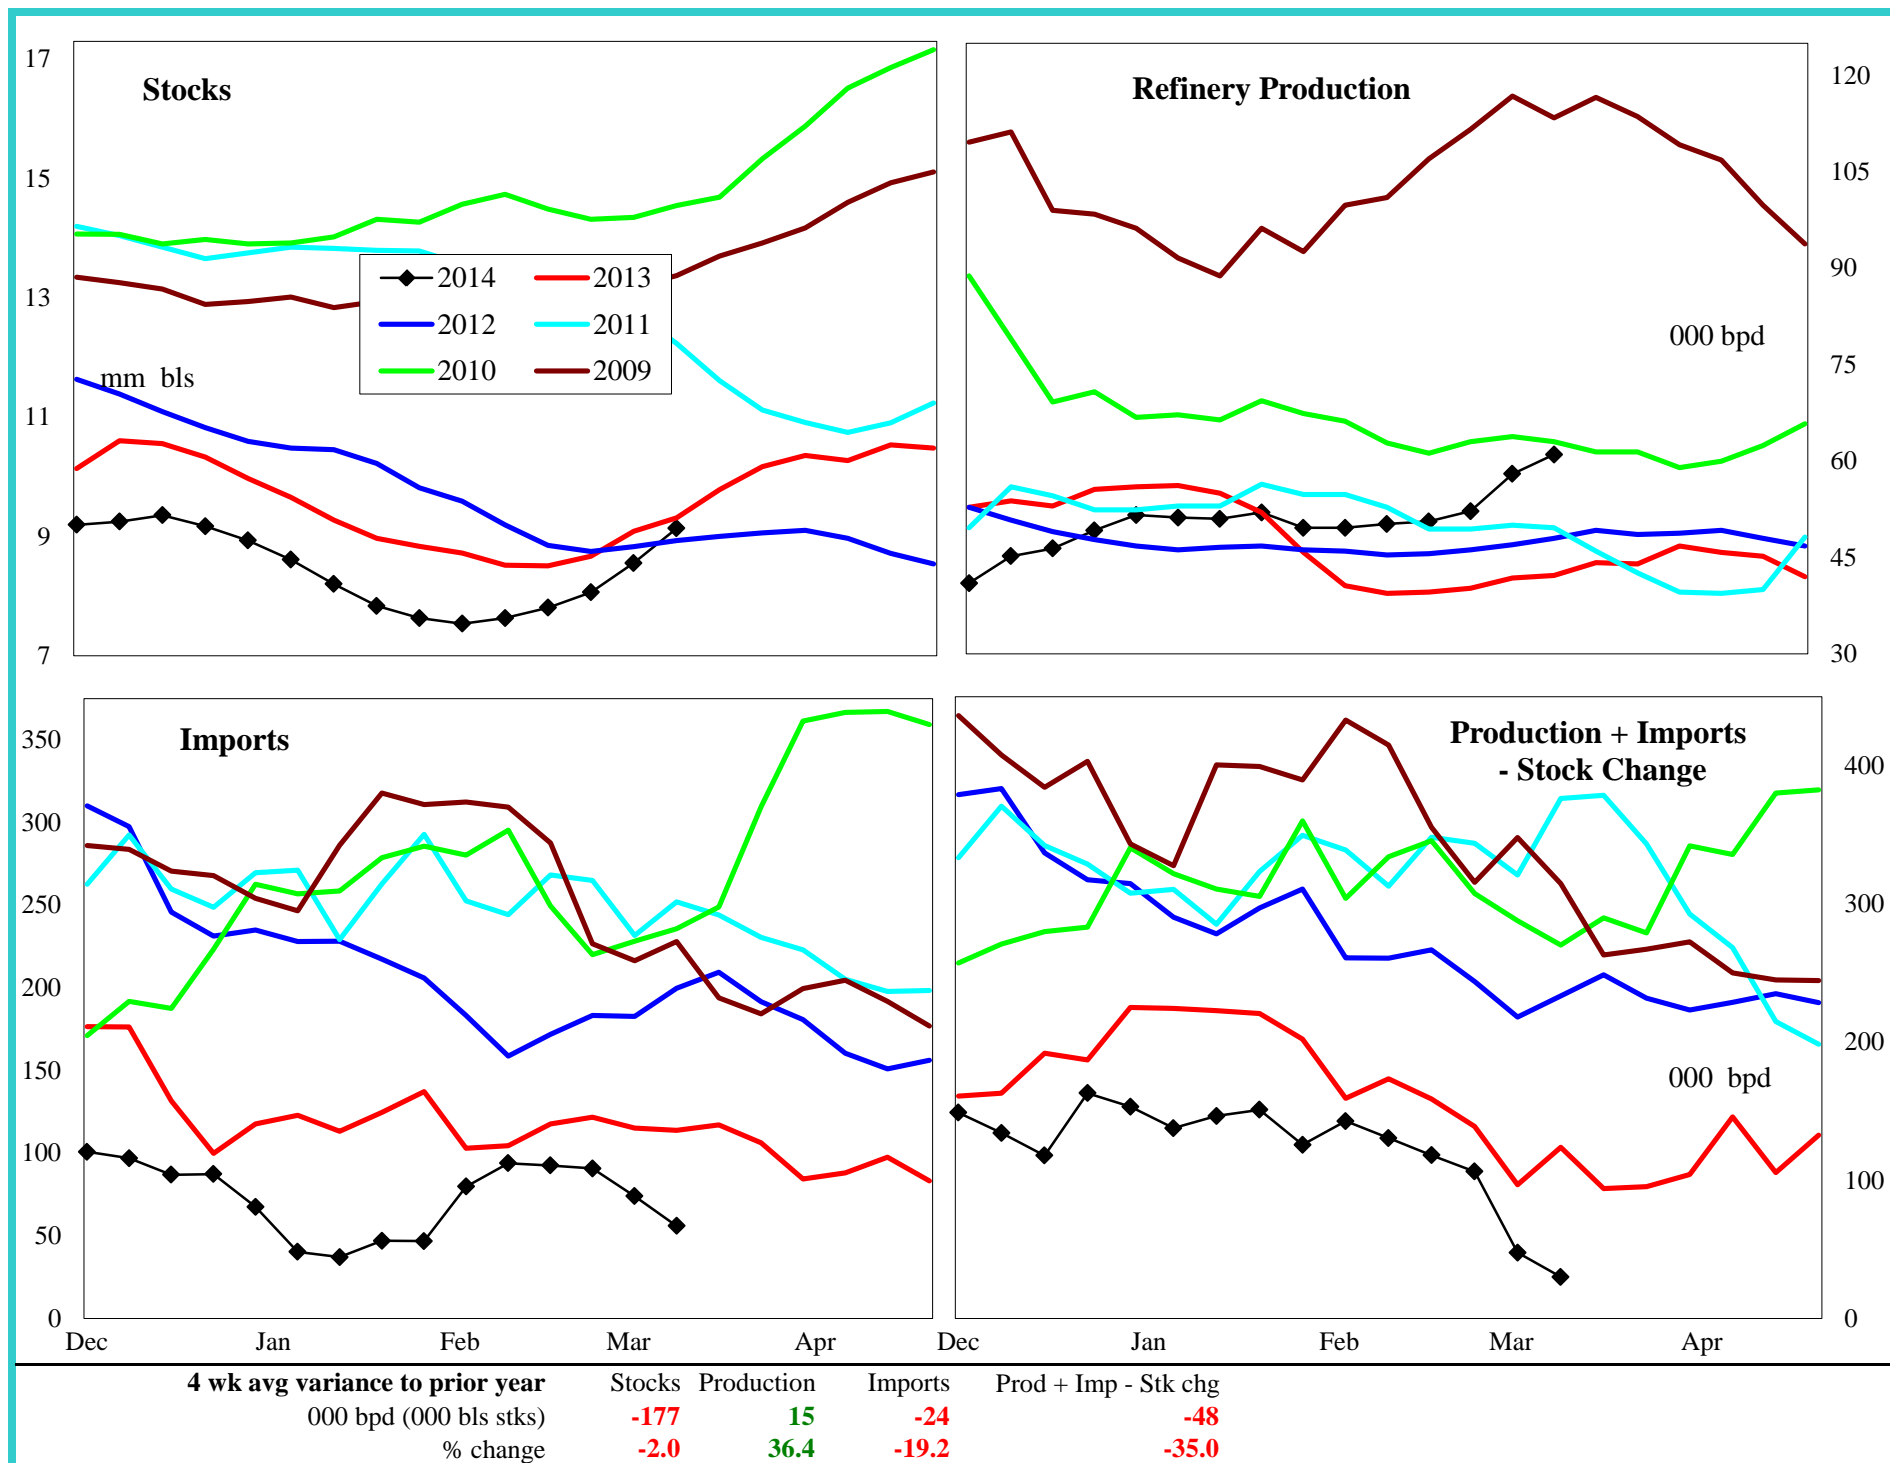 Stocks
17
15
13
11
9
7
mm bls
2014 2013
2012 2011
2010 2009
Refinery Production
000 bpd
120
105
90
75
60
45
30
Imports
350
300
250
200
150
100
50
0
Dec Jan Feb Mar Apr
Production + Imports
- Stock Change
000 bpd
400
300
200
100
0
Dec Jan Feb Mar Apr
4 wk avg variance to prior year Stocks Production Imports Prod + Imp - Stk chg
000 bpd (000 bls stks) -177 15 -24 -48
% change -2.0 36.4 -19.2 -35.0